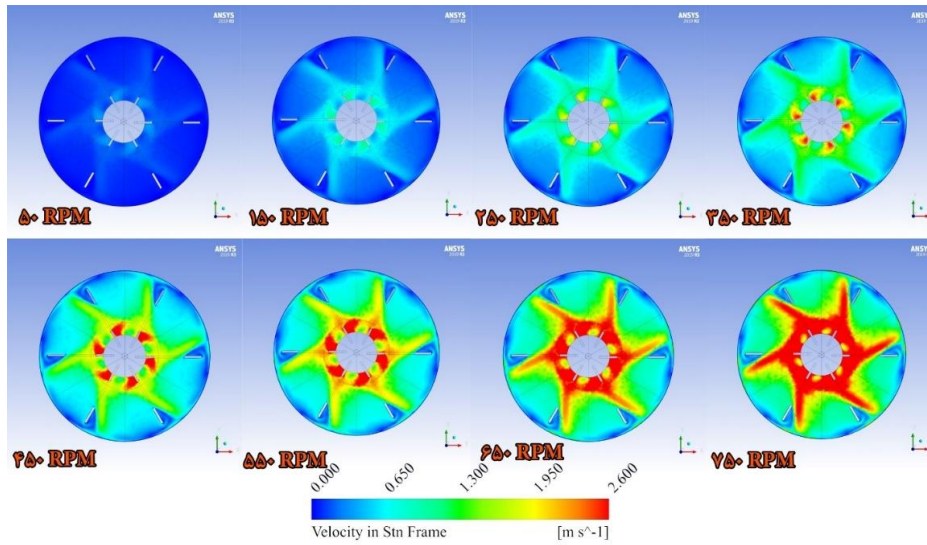 ANSYS
ANSYS
ANSYS
ANSYS
۵۰ RPM
۱۵۰ RPM
۲۵۰ RPM
۳۵۰ RPM
ANSYS
ANSYS
ANSYS
ANSYS
۴۵۰ RPM
۵۵۰ RPM
۶۵۰ RPM
۷۵۰ RPM
0.000
0.650
1.300
1.950
2.600
Velocity in Stn Frame
[m s^-1]